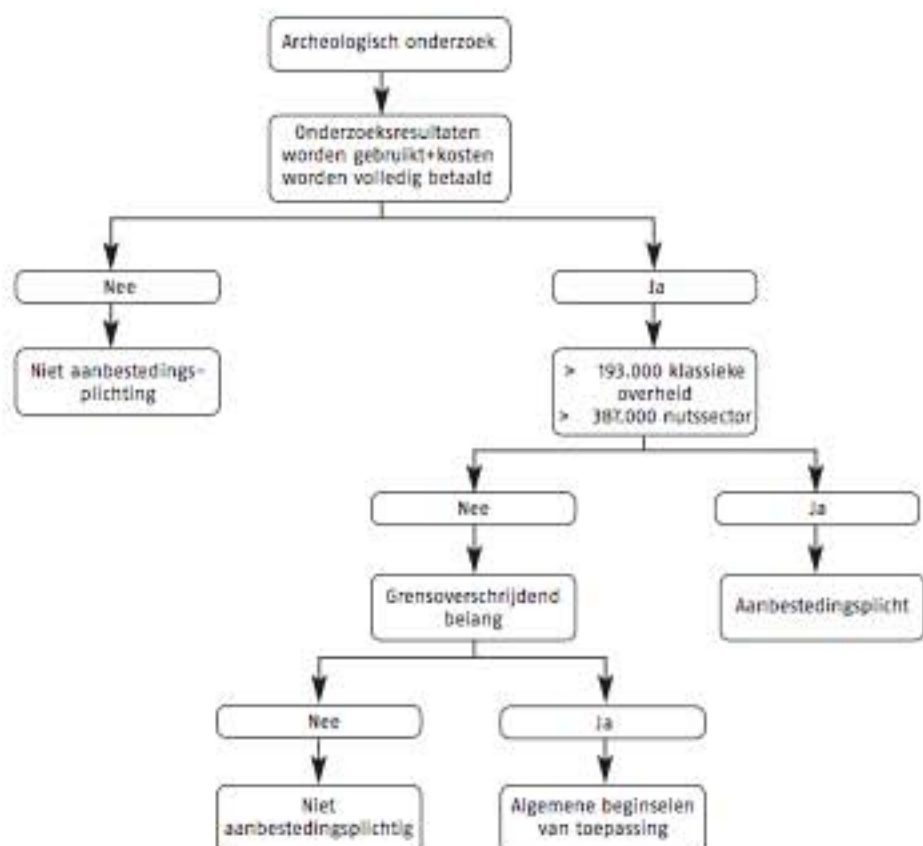 Archeologisch onderzoek
Onderzoeksresultaten
worden gebruikt+kosten
worden volledig betaald
Nee
Ja
Niet aanbestedings-
plichting
> 193.000 klassieke
overheid
> 387.000 nutssector
Nee
Ja
Grensoverschrijdend
belang
Aanbestedingsplicht
Nee
Ja
Niet
aanbestedingsplichtig
Algemene beginselen
van toepassing